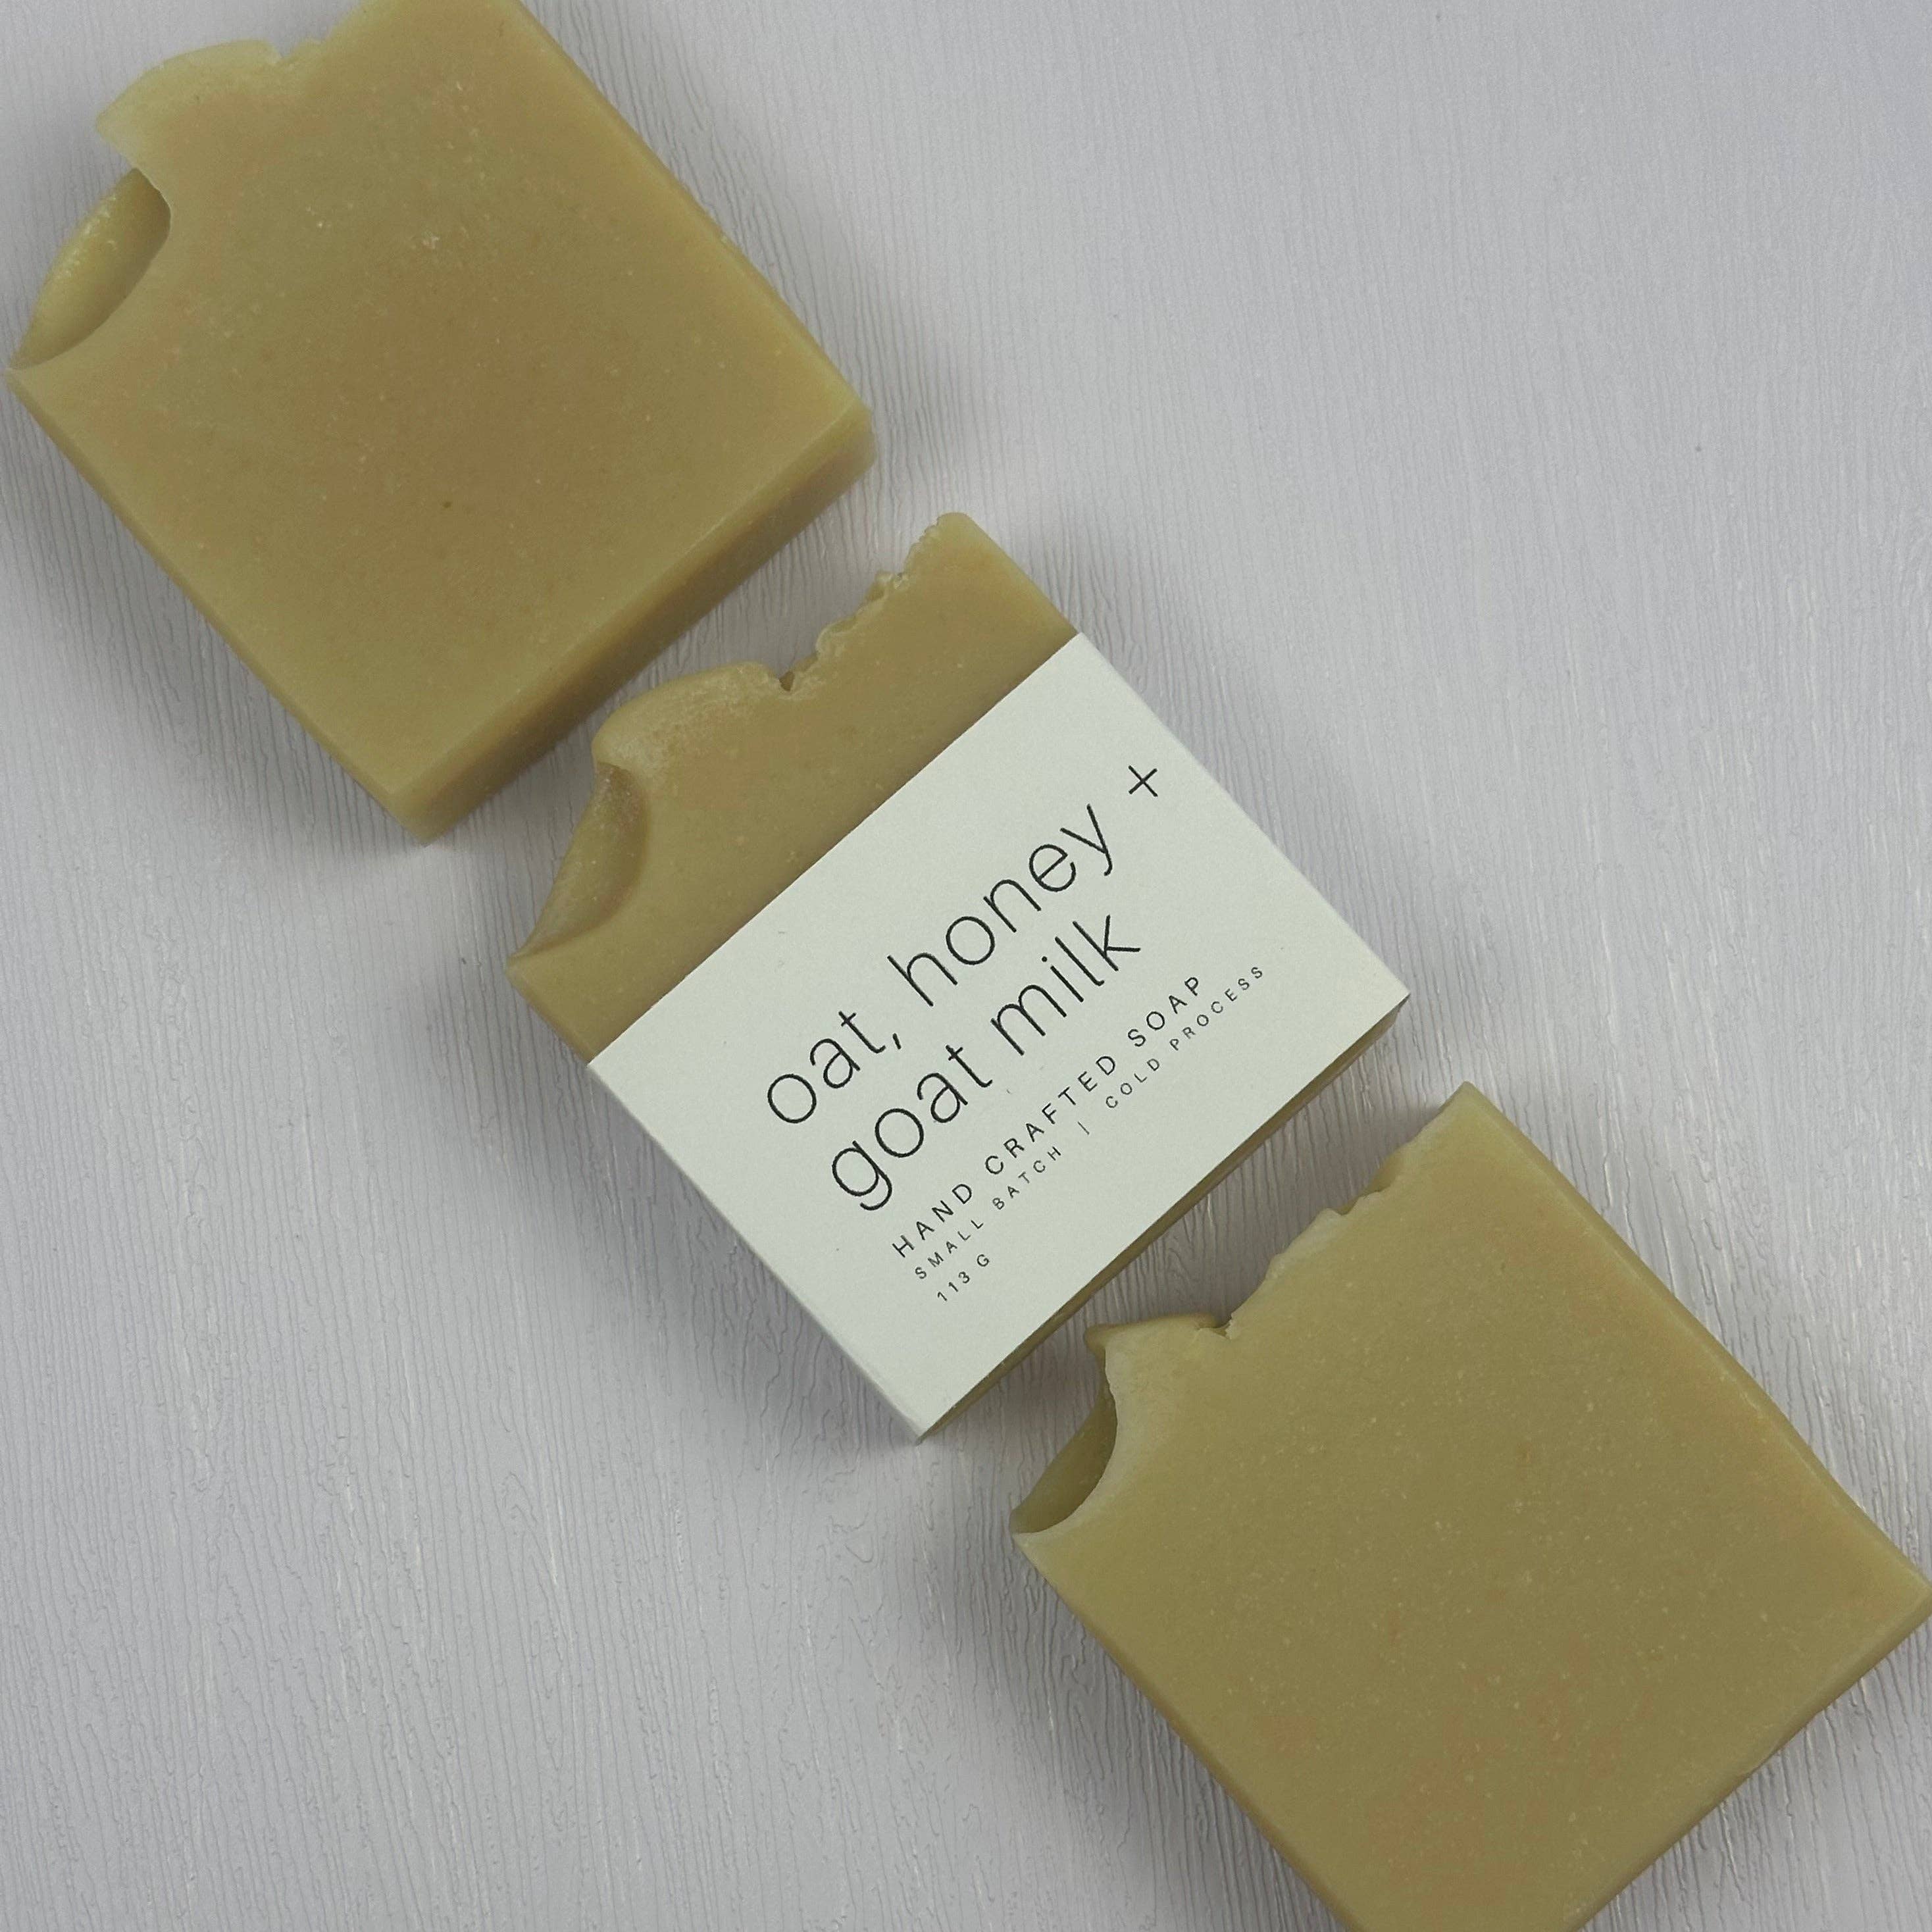 oat, honey +
goat milk
HAND CRAFTED SOAP
SMALL BATCH | COLD PROCESS
113 G